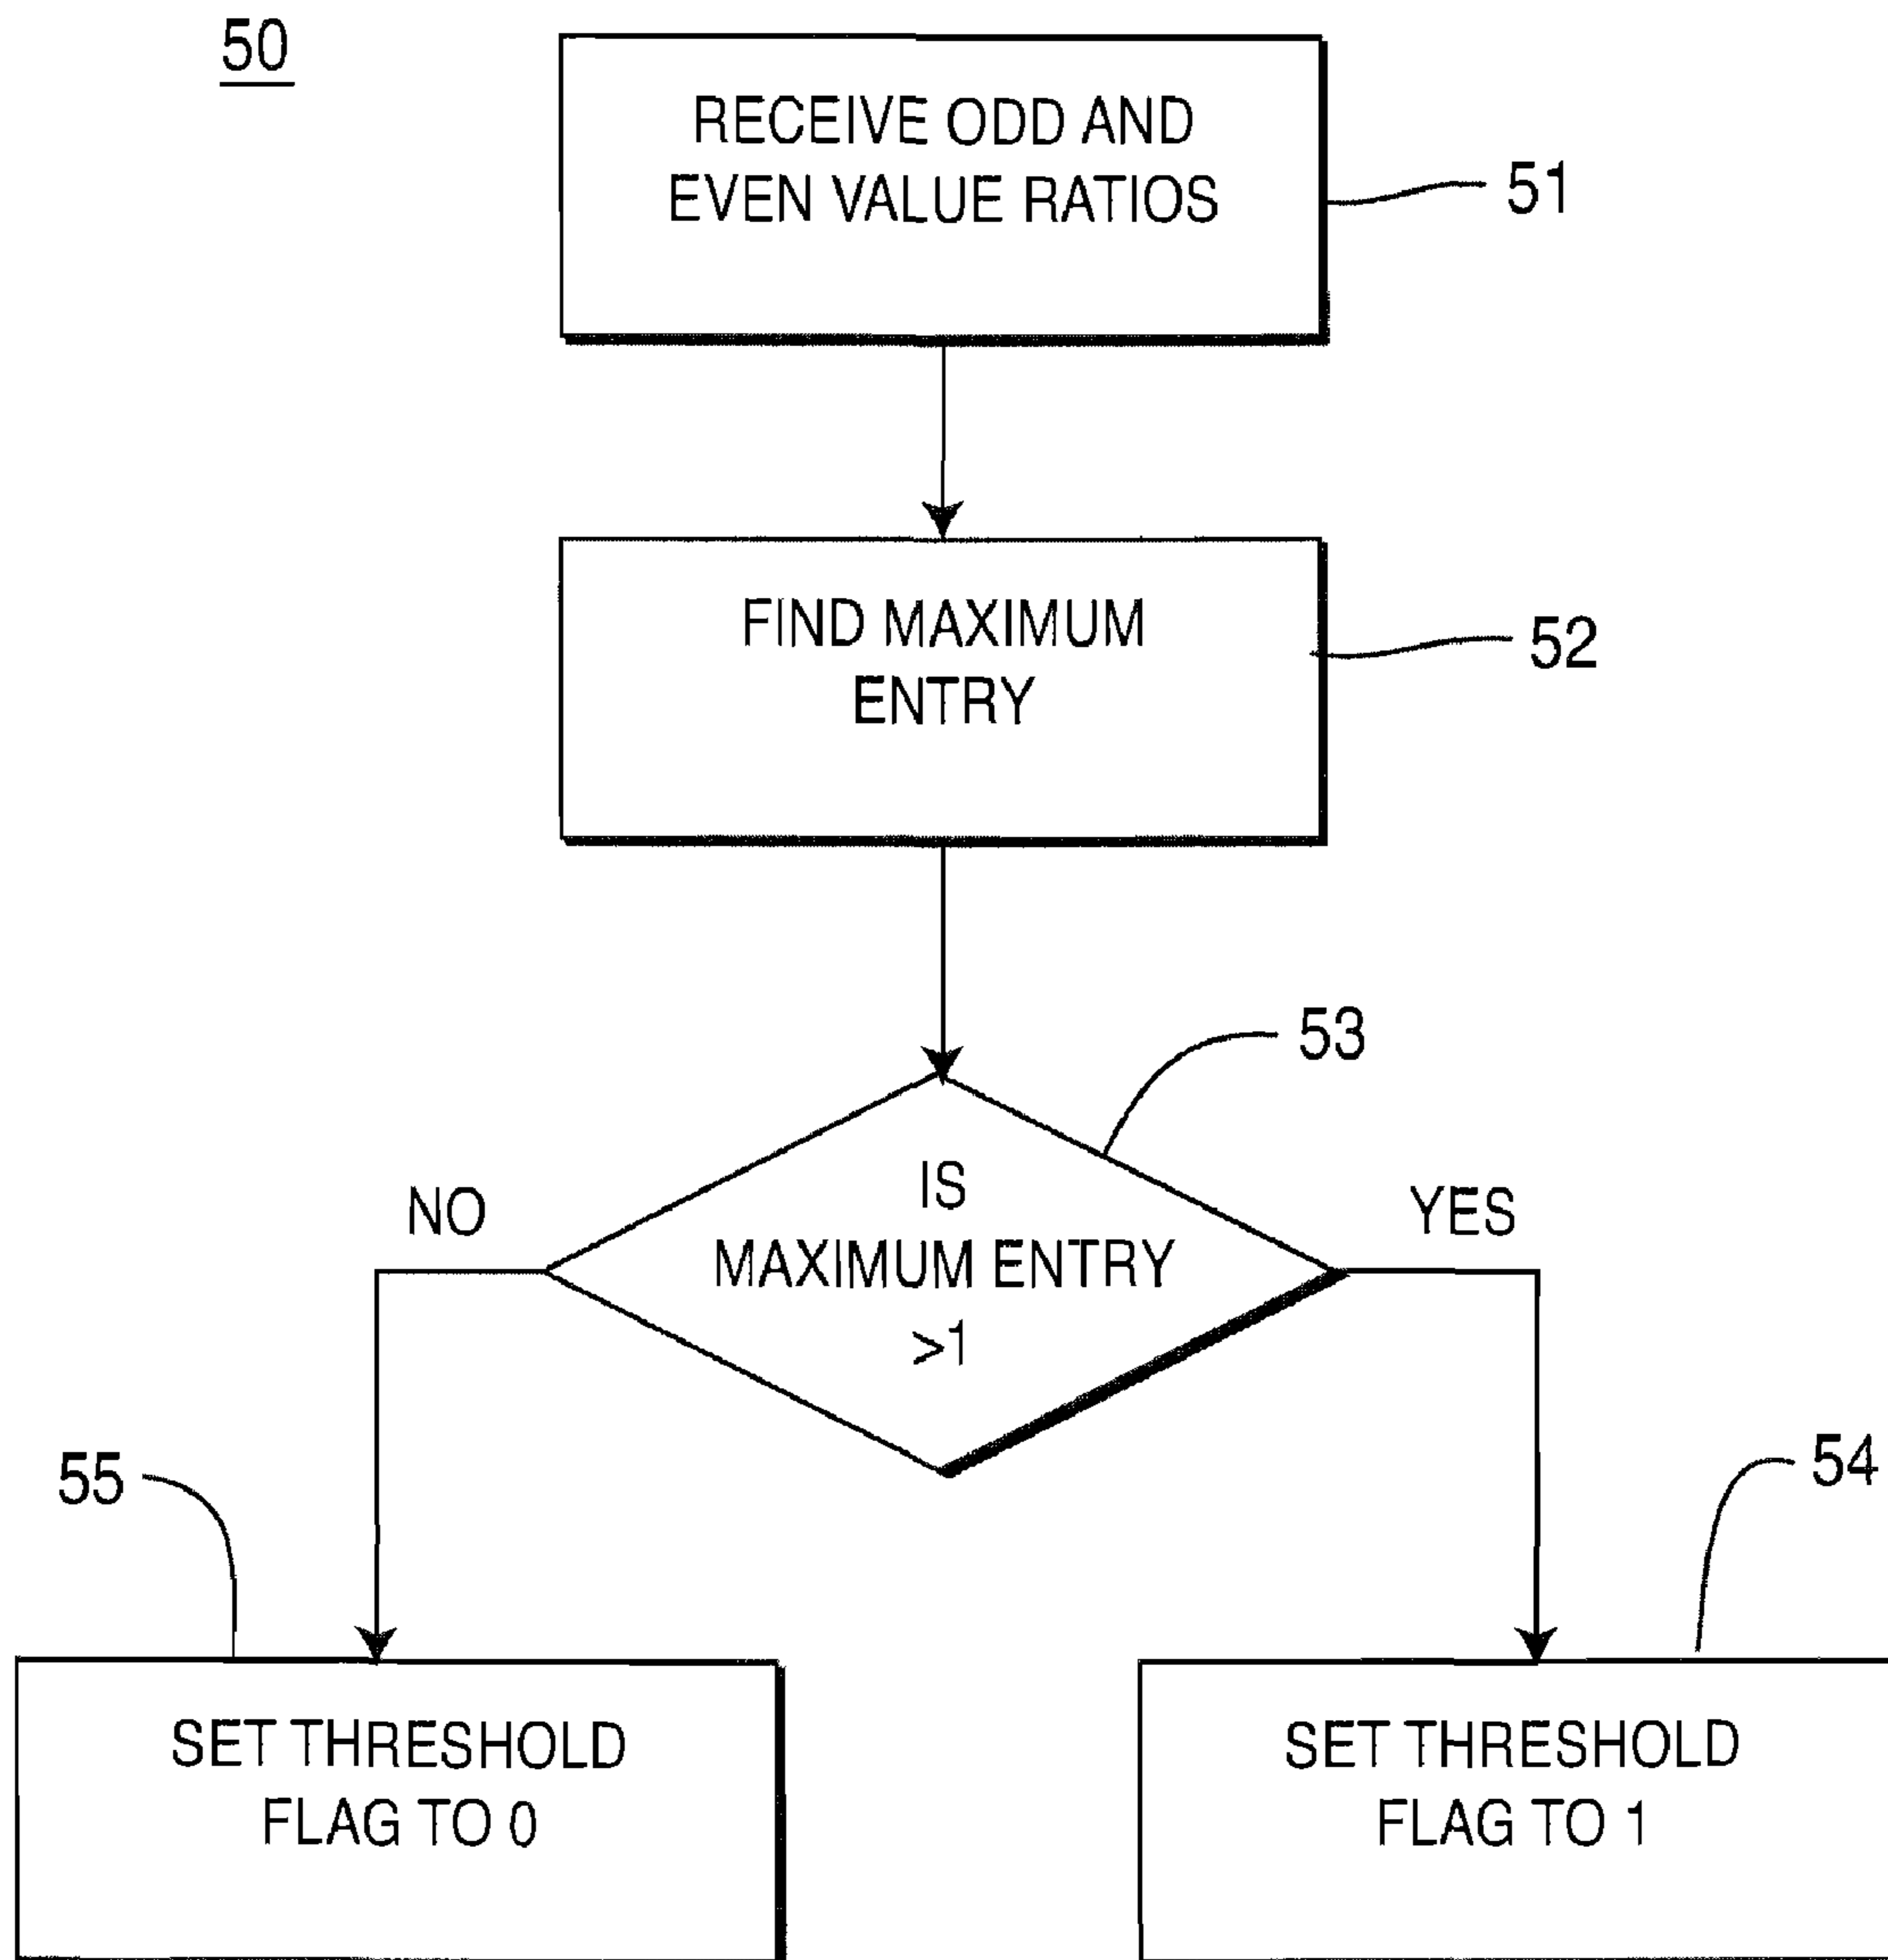 50
RECEIVE ODD AND
EVEN VALUE RATIOS
51
FIND MAXIMUM
ENTRY
52
53
IS
MAXIMUM ENTRY
>1
NO
YES
55
54
SET THRESHOLD
FLAG TO 0
SET THRESHOLD
FLAG TO 1